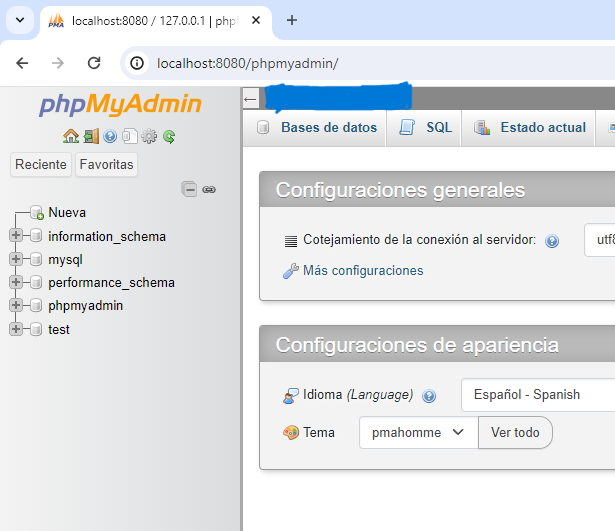 localhost:8080 / 127.0.0.1 | phpM
localhost:8080/phpmyadmin/
phpMyAdmin
Reciente
Favoritas
Nueva
information_schema
mysql
performance_schema
phpmyadmin
test
Bases de datos
SQL
Estado actual
Configuraciones generales
Cotejamiento de la conexión al servidor:
utf8
Más configuraciones
Configuraciones de apariencia
Idioma (Language)
Español - Spanish
Tema
pmahomme
Ver todo